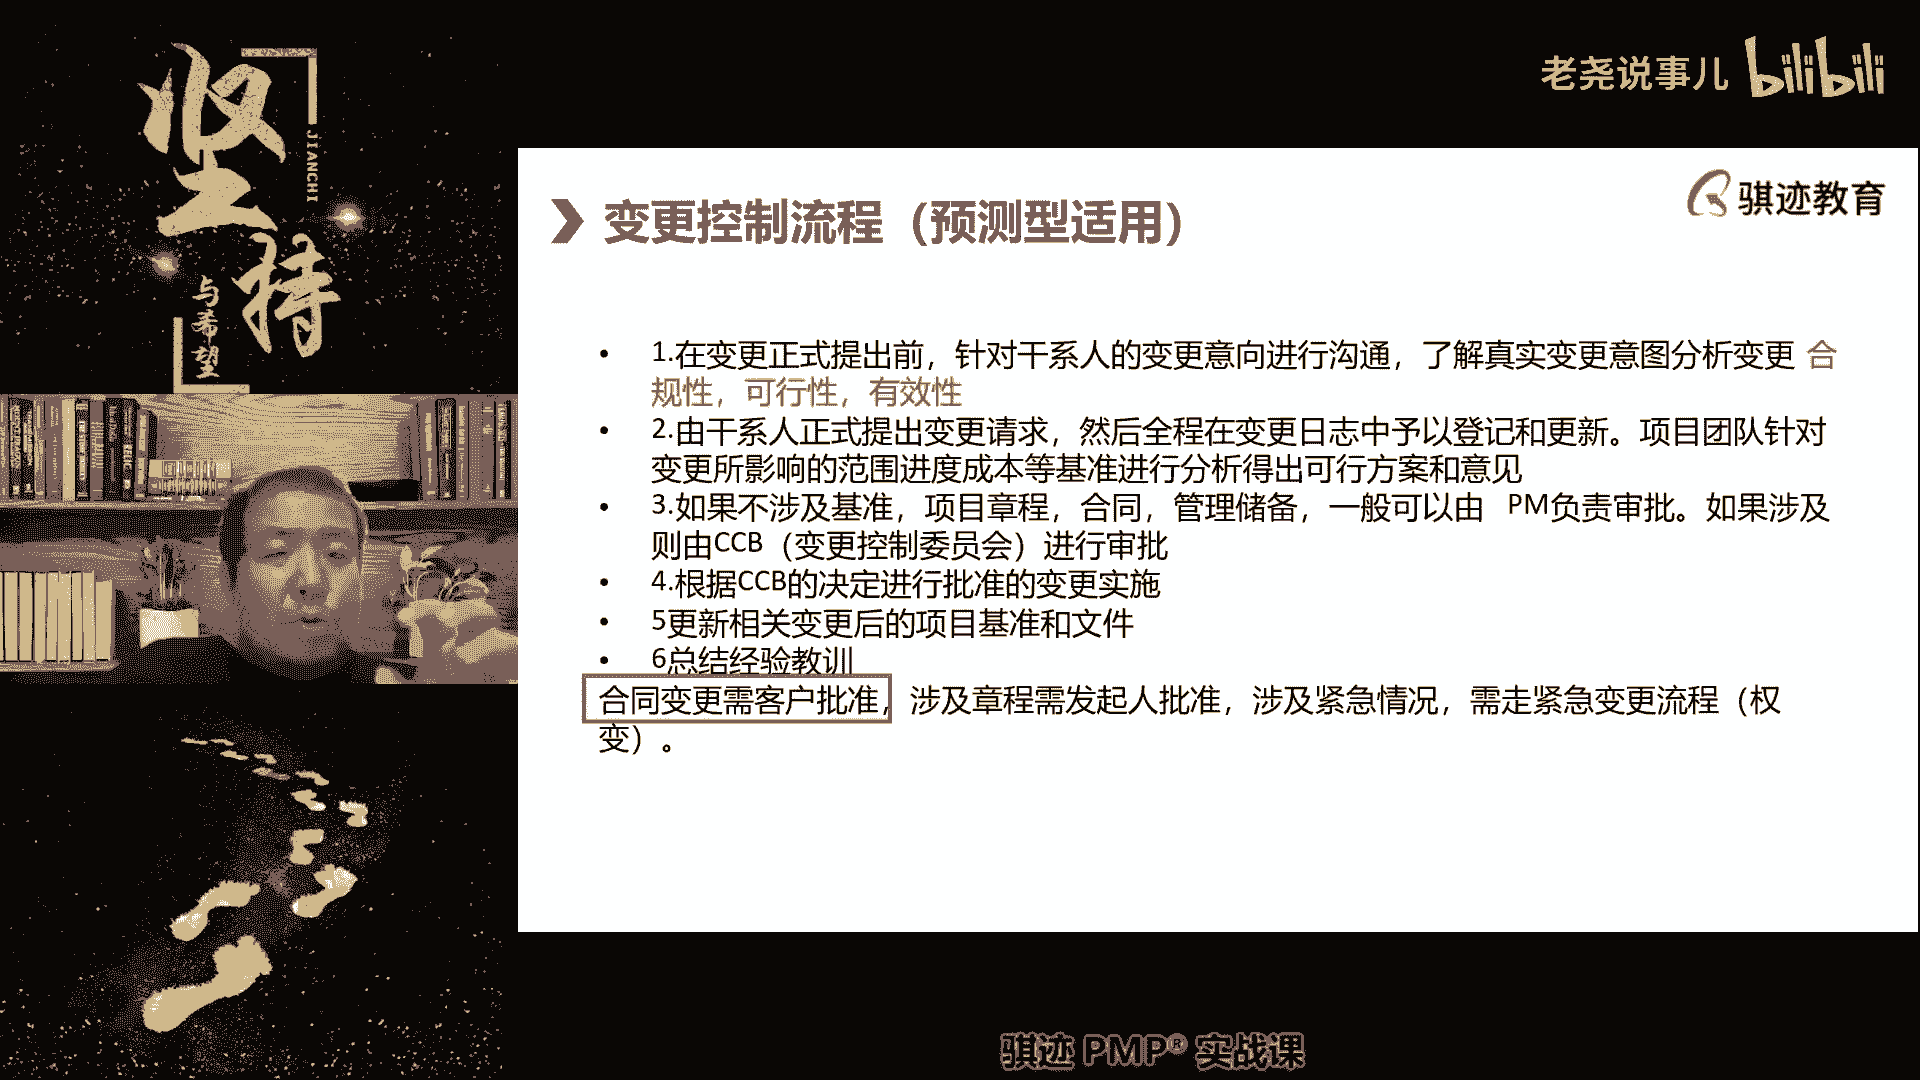 坚持
JIANCHI
与希望
老尧说事儿 bilibili
骐迹教育
变更控制流程（预测型适用）
• 1.在变更正式提出前，针对干系人的变更意向进行沟通，了解真实变更意图分析变更 合
规性，可行性，有效性
• 2.由干系人正式提出变更请求，然后全程在变更日志中予以登记和更新。项目团队针对
变更所影响的范围进度成本等基准进行分析得出可行方案和意见
• 3.如果不涉及基准，项目章程，合同，管理储备，一般可以由 PM负责审批。如果涉及
则由CCB（变更控制委员会）进行审批
• 4.根据CCB的决定进行批准的变更实施
• 5更新相关变更后的项目基准和文件
• 6总结经验教训
合同变更需客户批准，涉及章程需发起人批准，涉及紧急情况，需走紧急变更流程（权
变）。
骐迹 PMP® 实战课